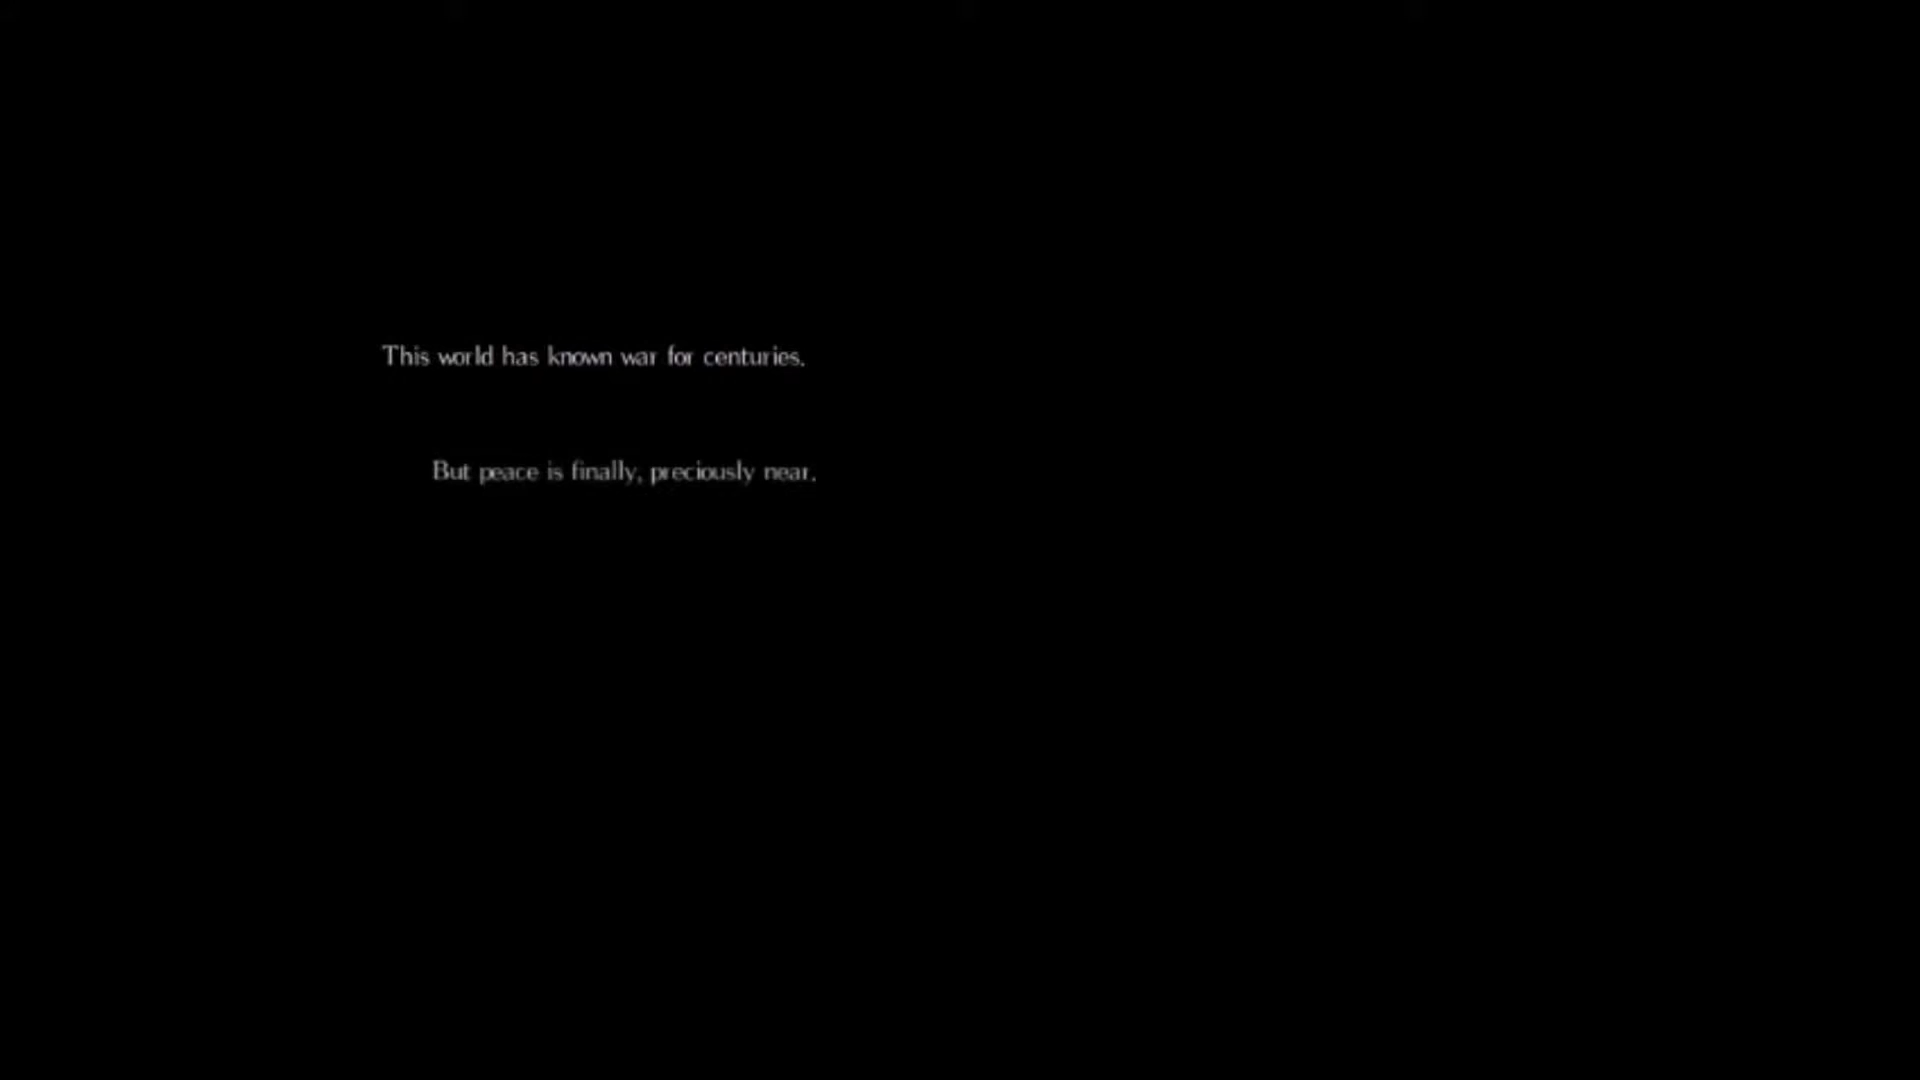 This world has known war for centuries.
But peace is finally, preciously near.